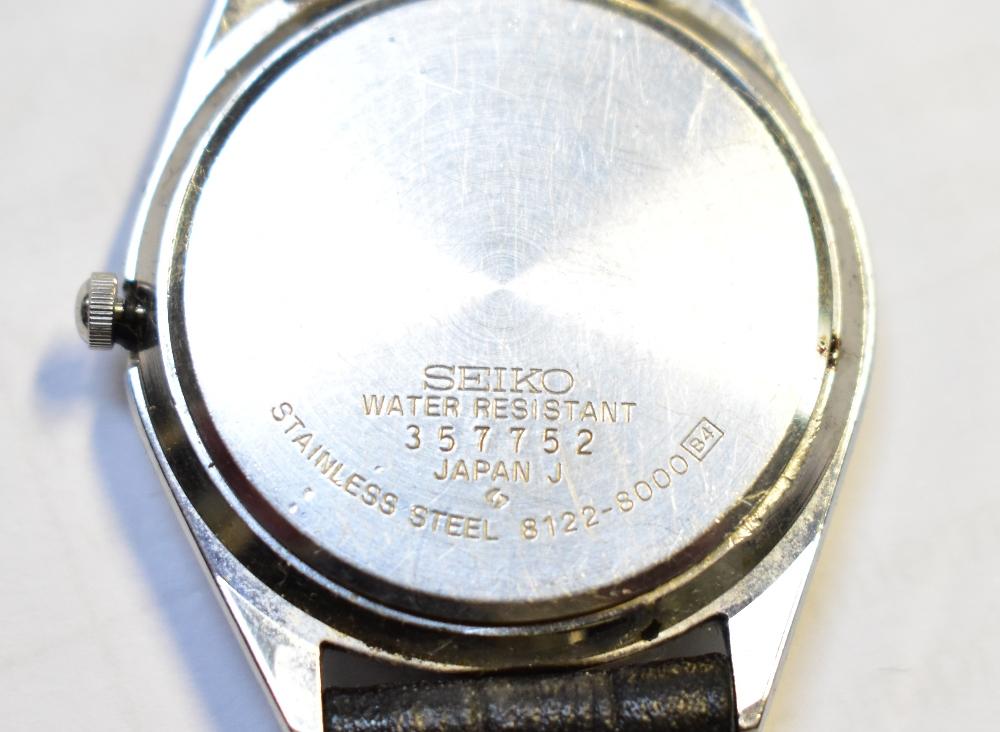 SEIKO
WATER RESISTANT
357752
JAPAN J
STAINLESS STEEL 8122-8000 B4